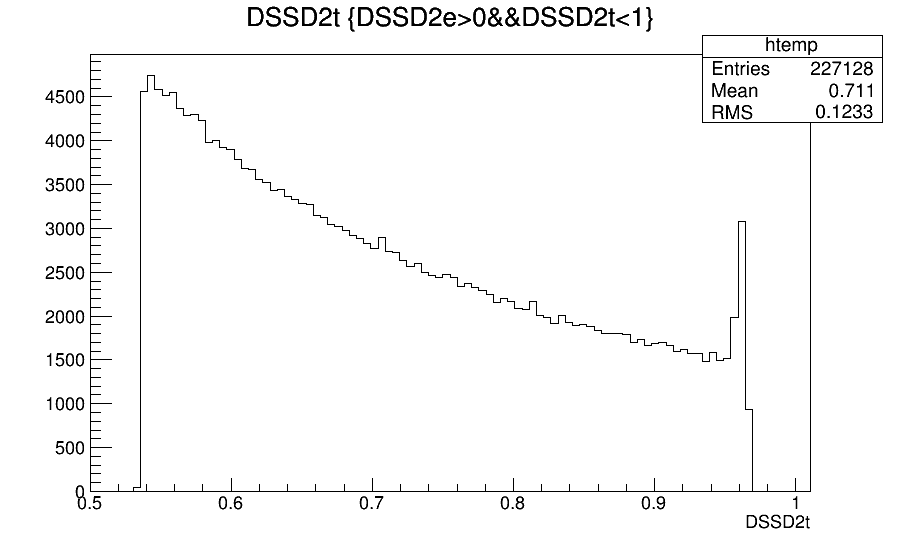 DSSD2t {DSSD2e>0&&DSSD2t<1}
htemp
Entries 227128
Mean 0.711
RMS 0.1233
4500
4000
3500
3000
2500
2000
1500
1000
500
0
0.5 0.6 0.7 0.8 0.9 1
DSSD2t